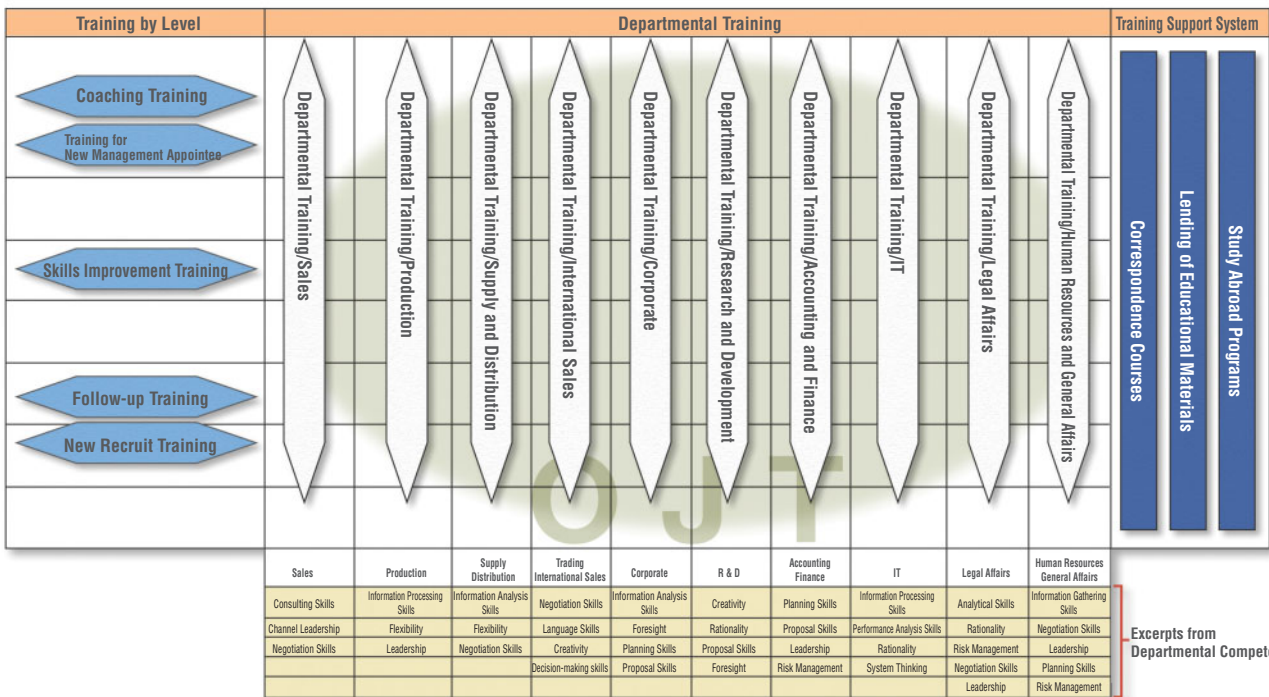 Training by Level
Departmental Training
Training Support System
Coaching Training
Training for
New Management Appointee
Skills Improvement Training
Follow-up Training
New Recruit Training
Departmental Training/Sales
Departmental Training/Production
Departmental Training/Supply and Distribution
Departmental Training/International Sales
Departmental Training/Corporate
Departmental Training/Research and Development
Departmental Training/Accounting and Finance
Departmental Training/IT
Departmental Training/Legal Affairs
Departmental Training/Human Resources and General Affairs
Correspondence Courses
Lending of Educational Materials
Study Abroad Programs
OJT
Sales
Production
Supply
Distribution
Trading
International Sales
Corporate
R & D
Accounting
Finance
IT
Legal Affairs
Human Resources
General Affairs
Consulting Skills
Information Processing
Skills
Information Analysis
Skills
Negotiation Skills
Information Analysis
Skills
Creativity
Planning Skills
Information Processing
Skills
Analytical Skills
Information Gathering
Skills
Channel Leadership
Flexibility
Flexibility
Language Skills
Foresight
Rationality
Proposal Skills
Performance Analysis Skills
Rationality
Negotiation Skills
Negotiation Skills
Leadership
Negotiation Skills
Creativity
Planning Skills
Proposal Skills
Leadership
Rationality
Risk Management
Leadership
Decision-making skills
Proposal Skills
Foresight
Risk Management
System Thinking
Negotiation Skills
Planning Skills
Leadership
Risk Management
Excerpts from
Departmental Compete